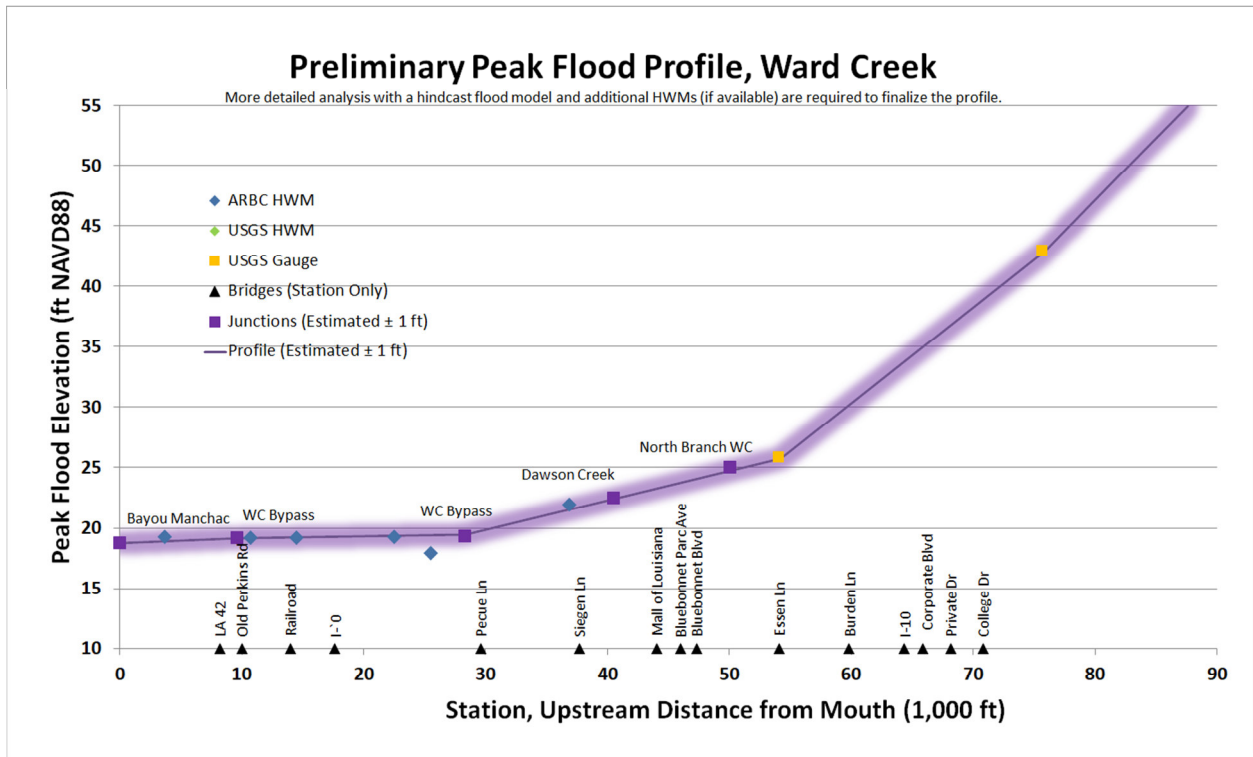 Preliminary Peak Flood Profile, Ward Creek
More detailed analysis with a hindcast flood model and additional HWMs (if available) are required to finalize the profile.
Peak Flood Elevation (ft NAVD88)
55
50
45
40
35
30
25
20
15
10
ARBC HWM
USGS HWM
USGS Gauge
Bridges (Station Only)
Junctions (Estimated ± 1 ft)
Profile (Estimated ± 1 ft)
Bayou Manchac
WC Bypass
WC Bypass
Dawson Creek
North Branch WC
LA 42
Old Perkins Rd
Railroad
I-`0
Pecue Ln
Siegen Ln
Mall of Louisiana
Bluebonnet Parc Ave
Bluebonnet Blvd
Essen Ln
Burden Ln
I-10
Corporate Blvd
Private Dr
College Dr
0 10 20 30 40 50 60 70 80 90
Station, Upstream Distance from Mouth (1,000 ft)